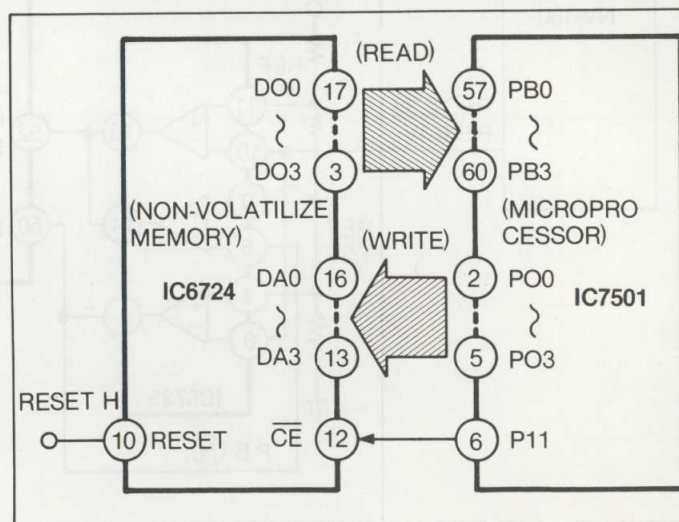 (READ)
DO0 17 57 PB0
DO3 3 60 PB3
(NON-VOLATILIZE
MEMORY)
(MICROPRO
CESSOR)
(WRITE)
IC6724
DA0 16 2 PO0
IC7501
DA3 13 5 PO3
RESET H
10 RESET CE 12 6 P11